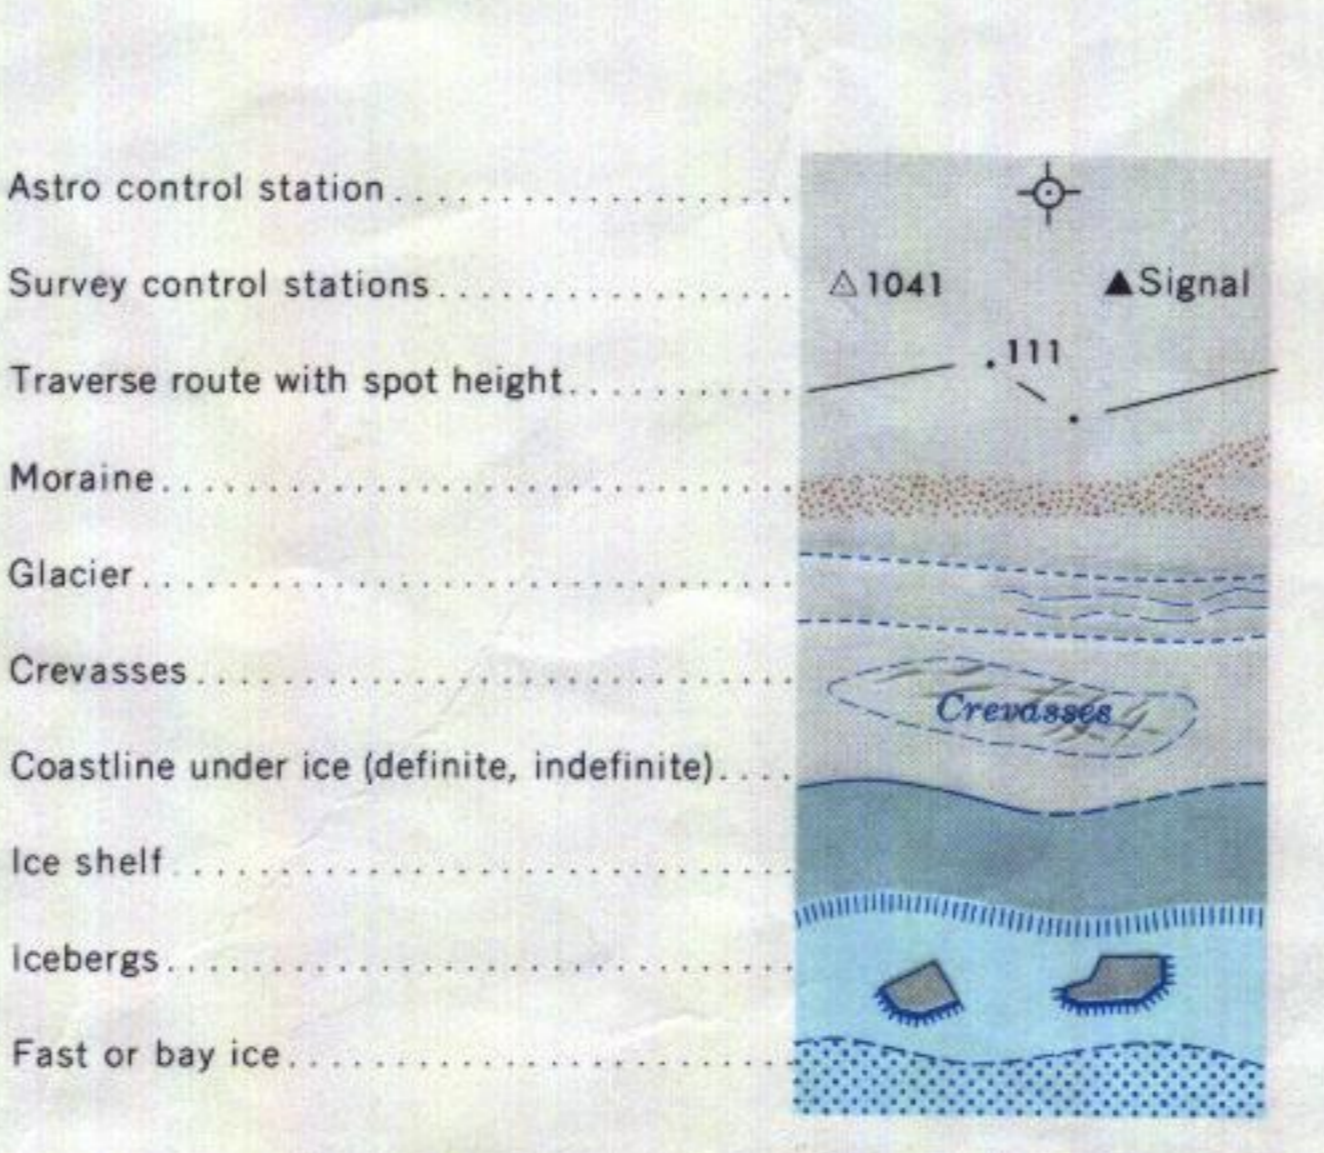 Astro control station
Survey control stations 1041 Signal
Traverse route with spot height 111
Moraine
Glacier
Crevasses Crevasses
Coastline under ice (definite, indefinite)
Ice shelf
Icebergs
Fast or bay ice